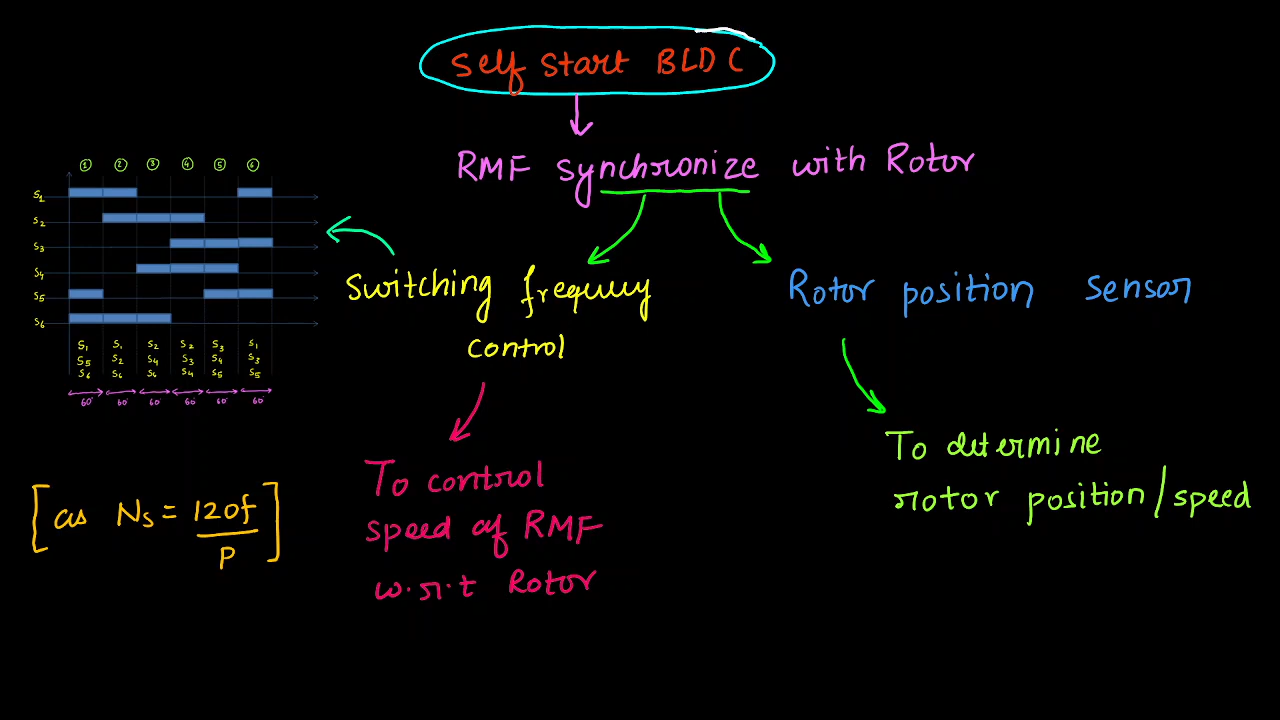 Self Start BLDC
RMF synchronize with Rotor
① ② ③ ④ ⑤ ⑥
S1
S2
S3
S4
S5
S6
S1 S1 S2 S2 S3 S1
S5 S2 S4 S3 S4 S3
S6 S6 S6 S4 S5 S5
60° 60° 60° 60° 60° 60°
Switching frequncy
control
Rotor position sensor
To control
speed of RMF
w.r.t Rotor
To determine
rotor position/speed
[as Ns = 120f
P]